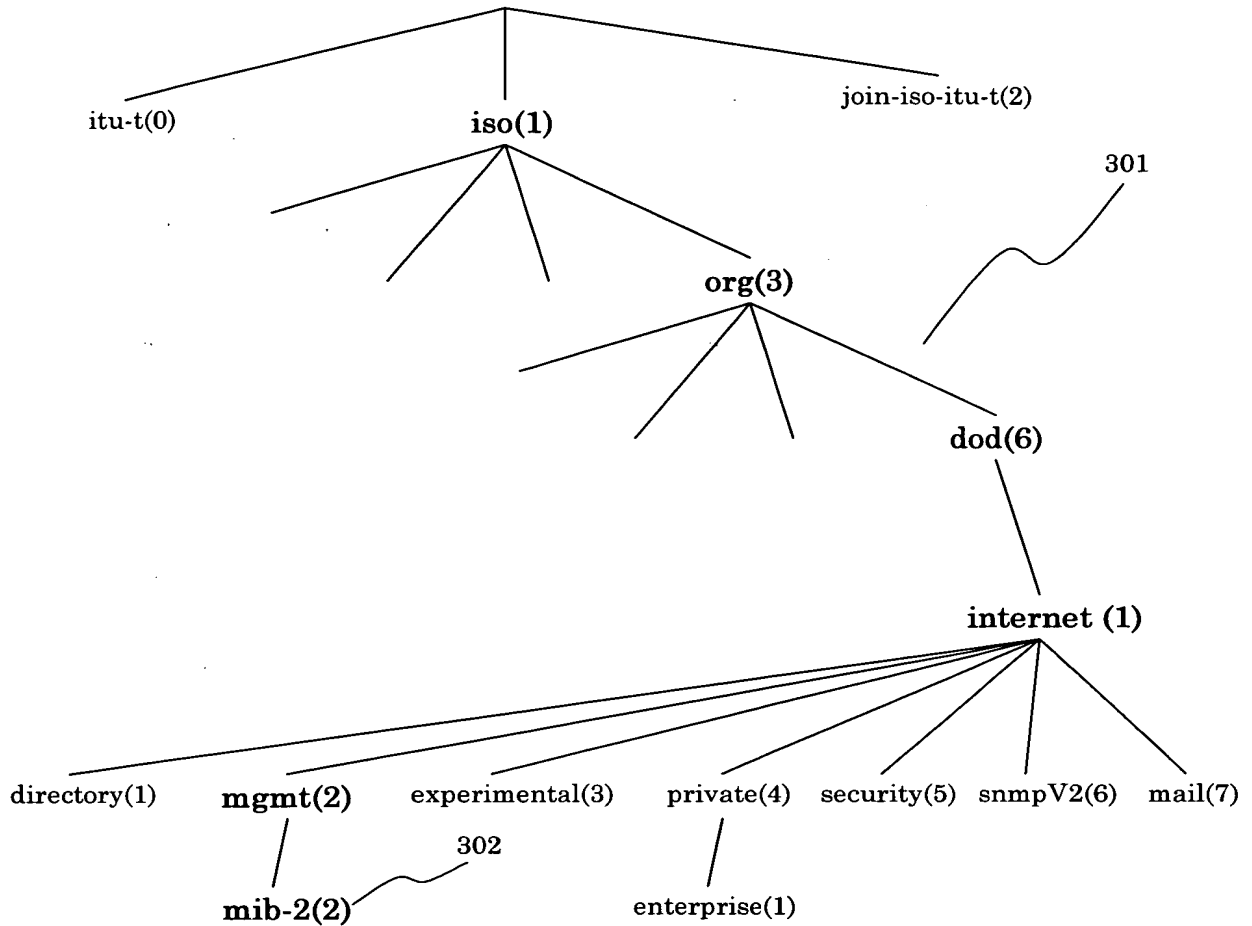 itu-t(0)
iso(1)
join-iso-itu-t(2)
301
org(3)
dod(6)
internet (1)
directory(1)
mgmt(2)
experimental(3)
private(4)
security(5)
snmpV2(6)
mail(7)
302
mib-2(2)
enterprise(1)